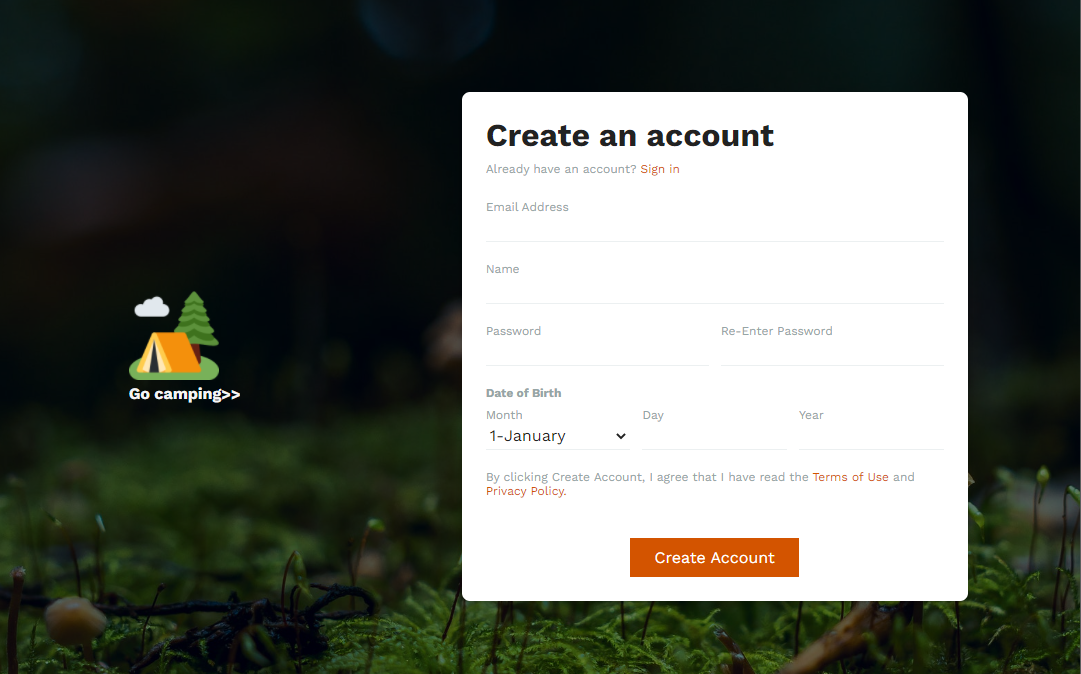 Create an account
Already have an account? Sign in
Email Address
Name
Password Re-Enter Password
Go camping>>
Date of Birth
Month Day Year
1-January
By clicking Create Account, I agree that I have read the Terms of Use and
Privacy Policy.
Create Account